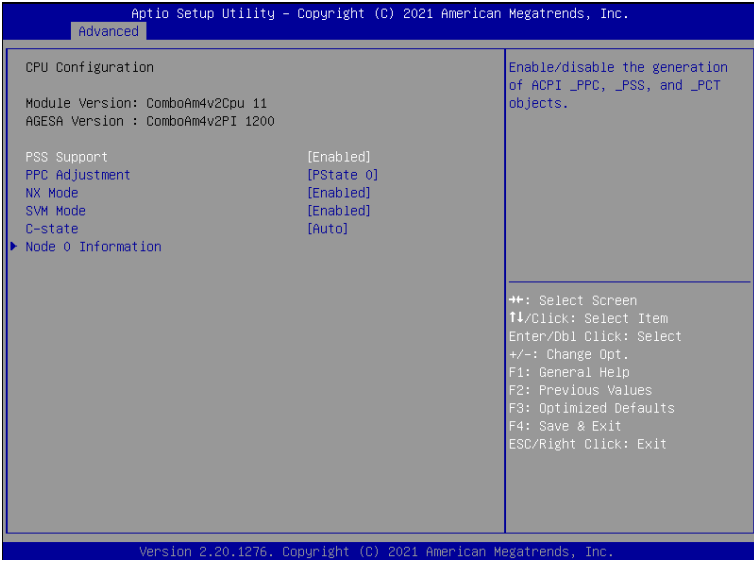 Aptio Setup Utility – Copyright (C) 2021 American Megatrends, Inc.
Advanced
CPU Configuration
Module Version: ComboAm4v2Cpu 11
AGESA Version : ComboAm4v2PI 1200
PSS Support [Enabled]
PPC Adjustment [PState 0]
NX Mode [Enabled]
SVM Mode [Enabled]
C-state [Auto]
Node 0 Information
Enable/disable the generation
of ACPI _PPC, _PSS, and _PCT
objects.
→←: Select Screen
↑↓/Click: Select Item
Enter/Dbl Click: Select
+/-: Change Opt.
F1: General Help
F2: Previous Values
F3: Optimized Defaults
F4: Save & Exit
ESC/Right Click: Exit
Version 2.20.1276. Copyright (C) 2021 American Megatrends, Inc.